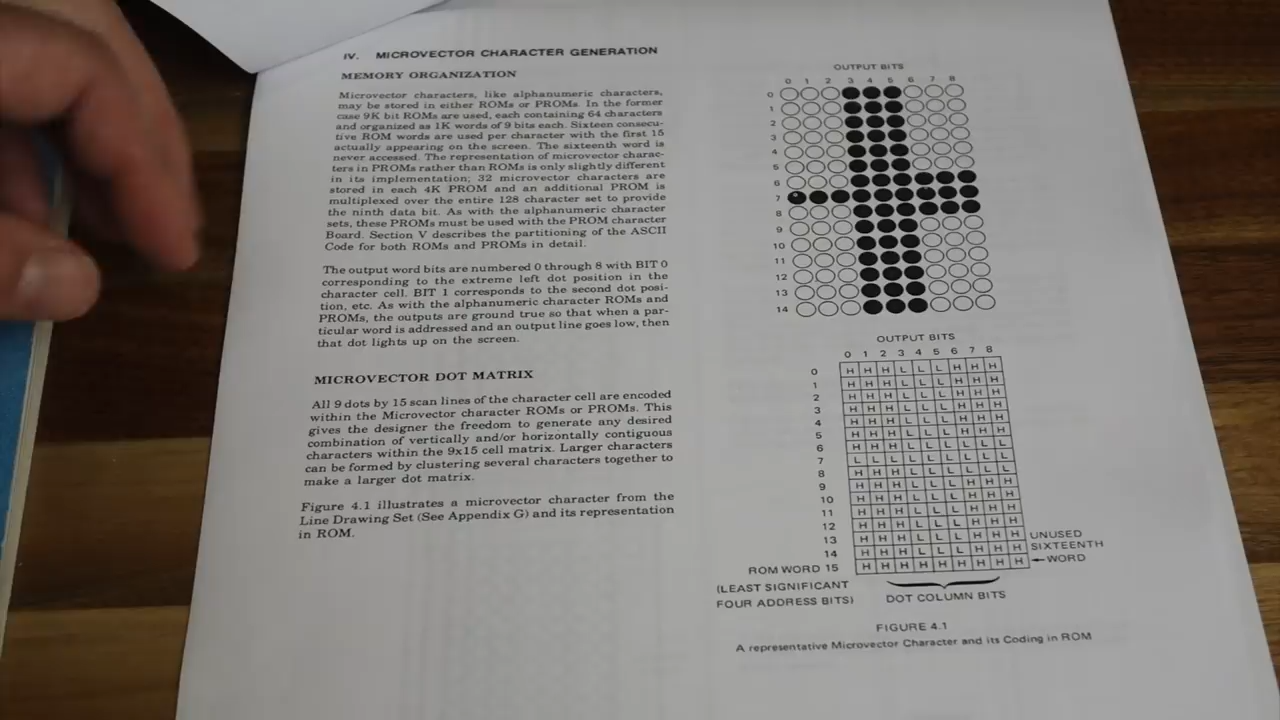 IV. MICROVECTOR CHARACTER GENERATION
MEMORY ORGANIZATION
Microvector characters, like alphanumeric characters,
may be stored in either ROMs or PROMs. In the former
case 9K bit ROMs are used, each containing 64 characters
and organized as 1K words of 9 bits each. Sixteen consecu-
tive ROM words are used per character with the first 15
actually appearing on the screen. The sixteenth word is
never accessed. The representation of microvector charac-
ters in PROMs rather than ROMs is only slightly different
in its implementation; 32 microvector characters are
stored in each 4K PROM and an additional PROM is
multiplexed over the entire 128 character set to provide
the ninth data bit. As with the alphanumeric character
sets, these PROMs must be used with the PROM character
Board. Section V describes the partitioning of the ASCII
Code for both ROMs and PROMs in detail.
The output word bits are numbered 0 through 8 with BIT 0
corresponding to the extreme left dot position in the
character cell. BIT 1 corresponds to the second dot posi-
tion, etc. As with the alphanumeric character ROMs and
PROMs, the outputs are ground true so that when a par-
ticular word is addressed and an output line goes low, then
that dot lights up on the screen.
MICROVECTOR DOT MATRIX
All 9 dots by 15 scan lines of the character cell are encoded
within the Microvector character ROMs or PROMs. This
gives the designer the freedom to generate any desired
combination of vertically and/or horizontally contiguous
characters within the 9x15 cell matrix. Larger characters
can be formed by clustering several characters together to
make a larger dot matrix.
Figure 4.1 illustrates a microvector character from the
Line Drawing Set (See Appendix G) and its representation
in ROM.
OUTPUT BITS
0 1 2 3 4 5 6 7 8
0
1
2
3
4
5
6
7
8
9
10
11
12
13
14
OUTPUT BITS
0 1 2 3 4 5 6 7 8
0 H H H L L L H H H
1 H H H L L L H H H
2 H H H L L L H H H
3 H H H L L L H H H
4 H H H L L L H H H
5 H H H L L L H H H
6 H H H L L L L L L
7 L L L L L L L L L
8 H H H L L L L L L
9 H H H L L L H H H
10 H H H L L L H H H
11 H H H L L L H H H
12 H H H L L L H H H
13 H H H L L L H H H
14 H H H L L L H H H
ROM WORD 15 H H H H H H H H H
UNUSED
SIXTEENTH
WORD
(LEAST SIGNIFICANT
FOUR ADDRESS BITS)
DOT COLUMN BITS
FIGURE 4.1
A representative Microvector Character and its Coding in ROM